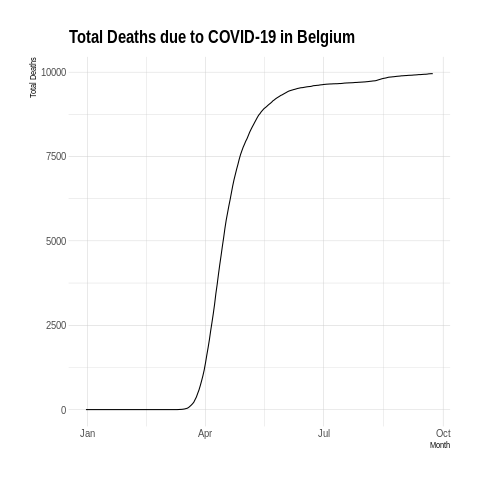 Total Deaths due to COVID-19 in Belgium
Total Deaths
10000
7500
5000
2500
0
Jan Apr Jul Oct
Month